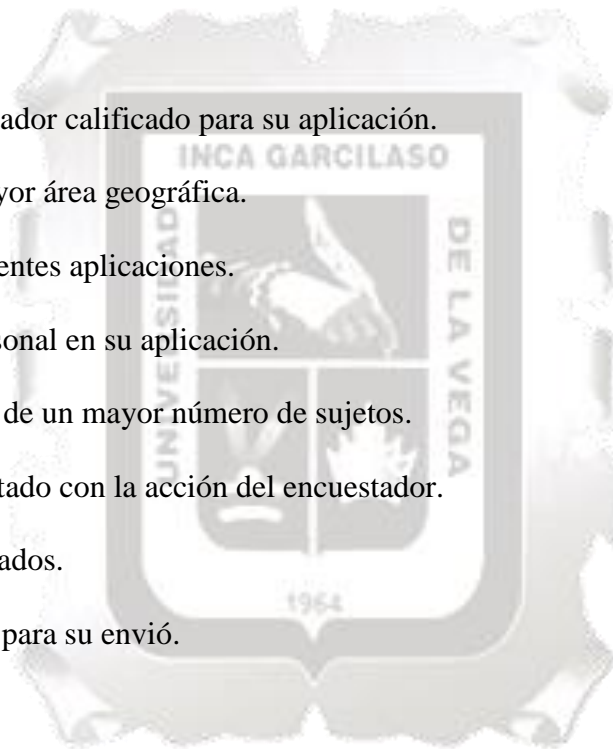 ador calificado para su aplicación.
INCA GARCILASO
yor área geográfica.
entes aplicaciones.
sonal en su aplicación.
de un mayor número de sujetos.
tado con la acción del encuestador.
ados.
para su envió.
UNIVERSIDAD
DE LA VEGA
1964